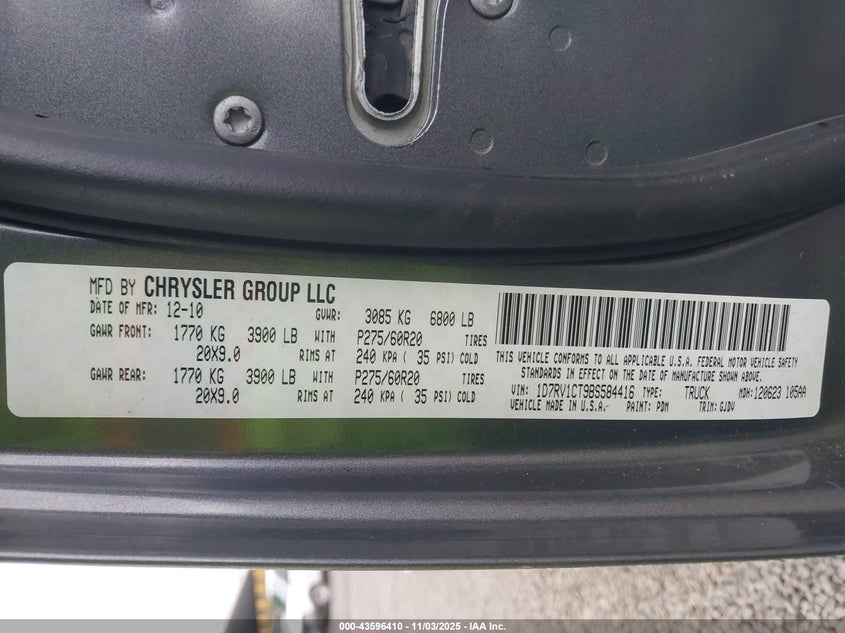 MFD BY CHRYSLER GROUP LLC
DATE OF MFR: 12-10 GVWR: 3085 KG 6800 LB
GAWR FRONT: 1770 KG 3900 LB WITH P275/60R20 TIRES
20X9.0 RIMS AT 240 KPA ( 35 PSI) COLD
GAWR REAR: 1770 KG 3900 LB WITH P275/60R20 TIRES
20X9.0 RIMS AT 240 KPA ( 35 PSI) COLD
THIS VEHICLE CONFORMS TO ALL APPLICABLE U.S.A. FEDERAL MOTOR VEHICLE SAFETY
STANDARDS IN EFFECT ON THE DATE OF MANUFACTURE SHOWN ABOVE.
VIN: 1D7RV1CT9BS584416 TYPE: TRUCK MDH: 120623 105AA
VEHICLE MADE IN U.S.A. PAINT: PDM TRIM: GJDV
000-43596410 - 11/03/2025 - IAA Inc.